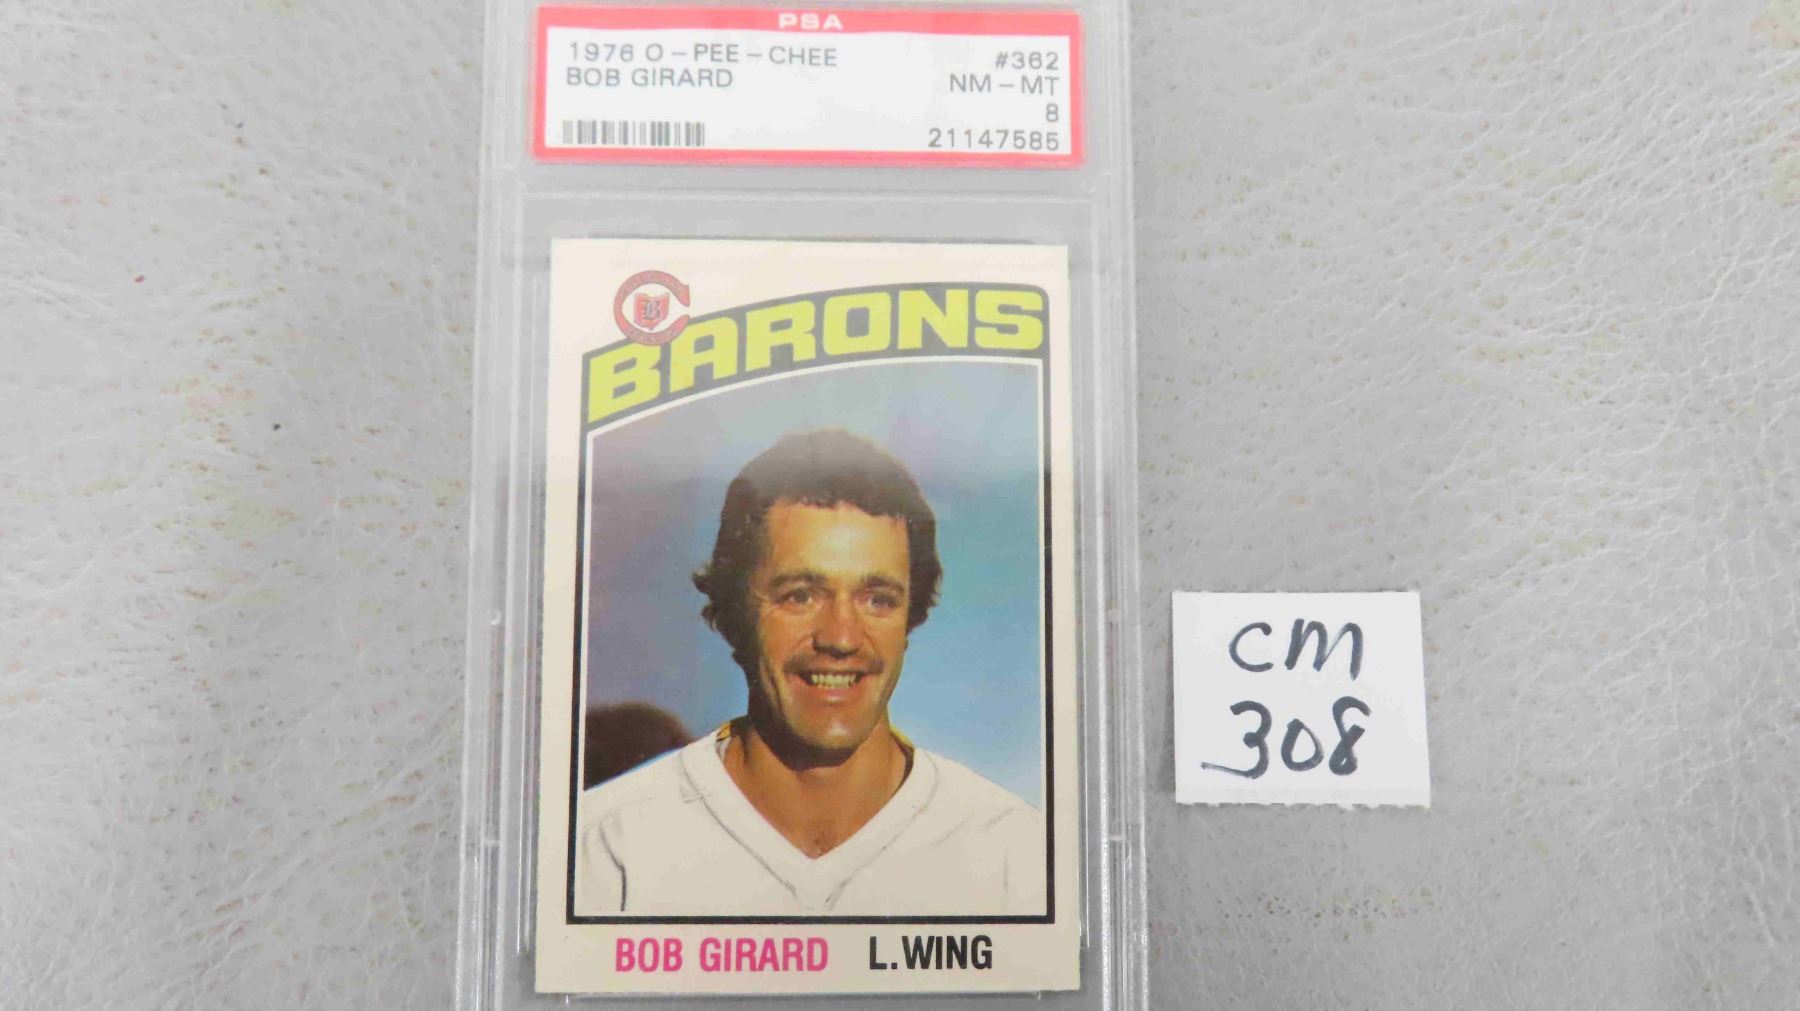 PSA
1976 O-PEE-CHEE #362
BOB GIRARD NM-MT
8
21147585
BARONS
B
BOB GIRARD L.WING
CM
308